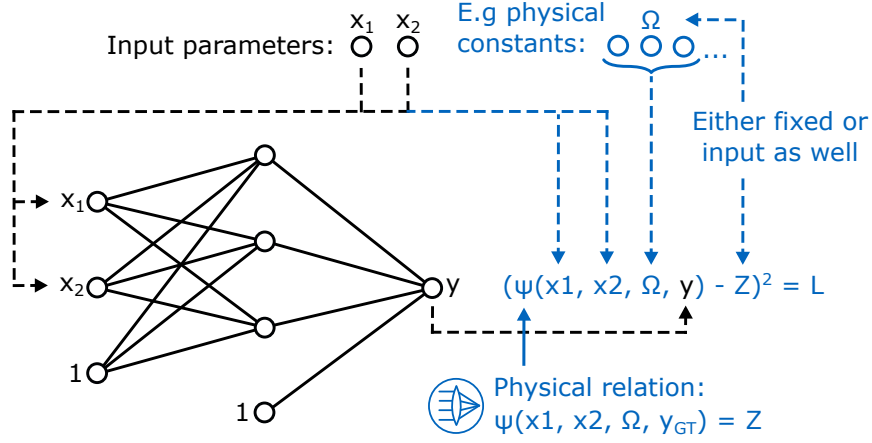 E.g physical
x₁ x₂ Ω
Input parameters: constants: ...
Either fixed or
input as well
x₁
x₂ y (ψ(x1, x2, Ω, y) - Z)² = L
1
1 Physical relation:
ψ(x1, x2, Ω, y_GT) = Z